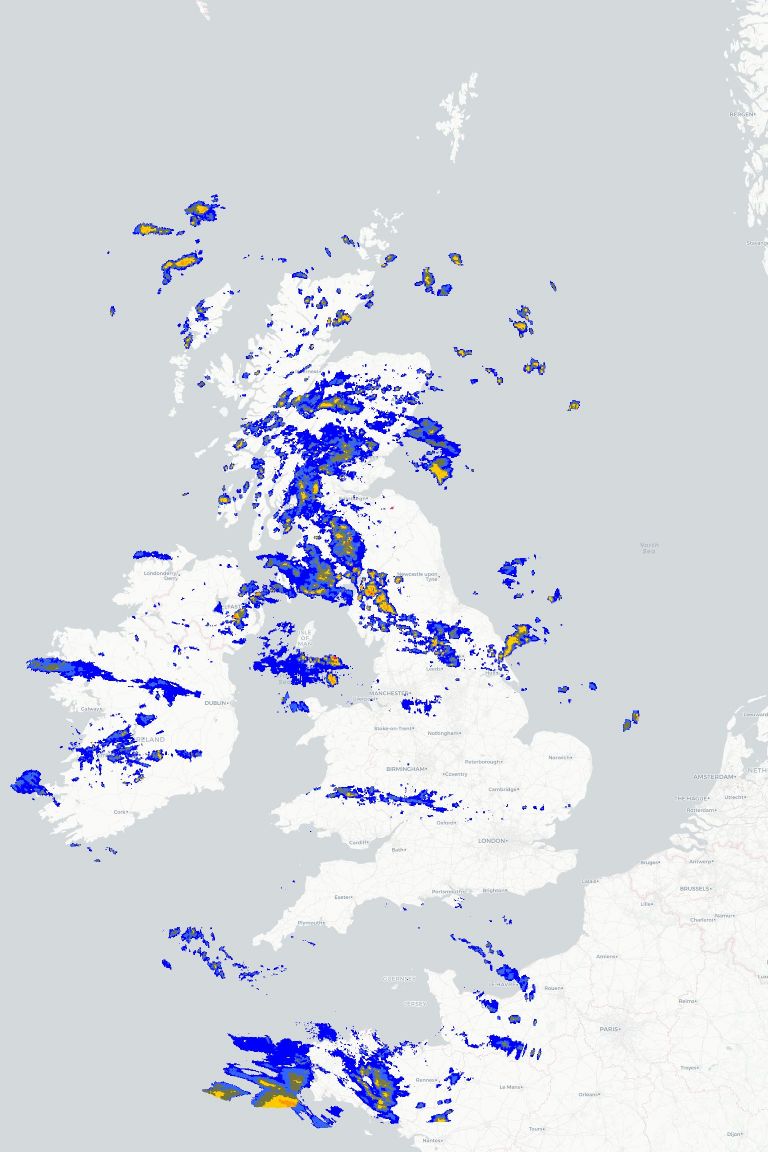 BERGEN
North
Sea
Londonderry/
Derry
Newcastle upon
Tyne
ISLE
OF
MAN
Leeds
MANCHESTER
DUBLIN
Galway
Stoke-on-Trent
Nottingham
IRELAND
BIRMINGHAM
Coventry
Peterborough
Norwich
Cambridge
AMSTERDAM
THE HAGUE
Utrecht
Rotterdam
Cork
Oxford
Cardiff
Bath
LONDON
Bruges
Antwerp
Calais
BRUSSELS
Exeter
Portsmouth
Brighton
Lille
Namur
Charleroi
Plymouth
Amiens
GUERNSEY
LE HAVRE
Rouen
JERSEY
Reims
PARIS
Rennes
Le Mans
Troyes
Orléans
Tours
Nantes
Dijon